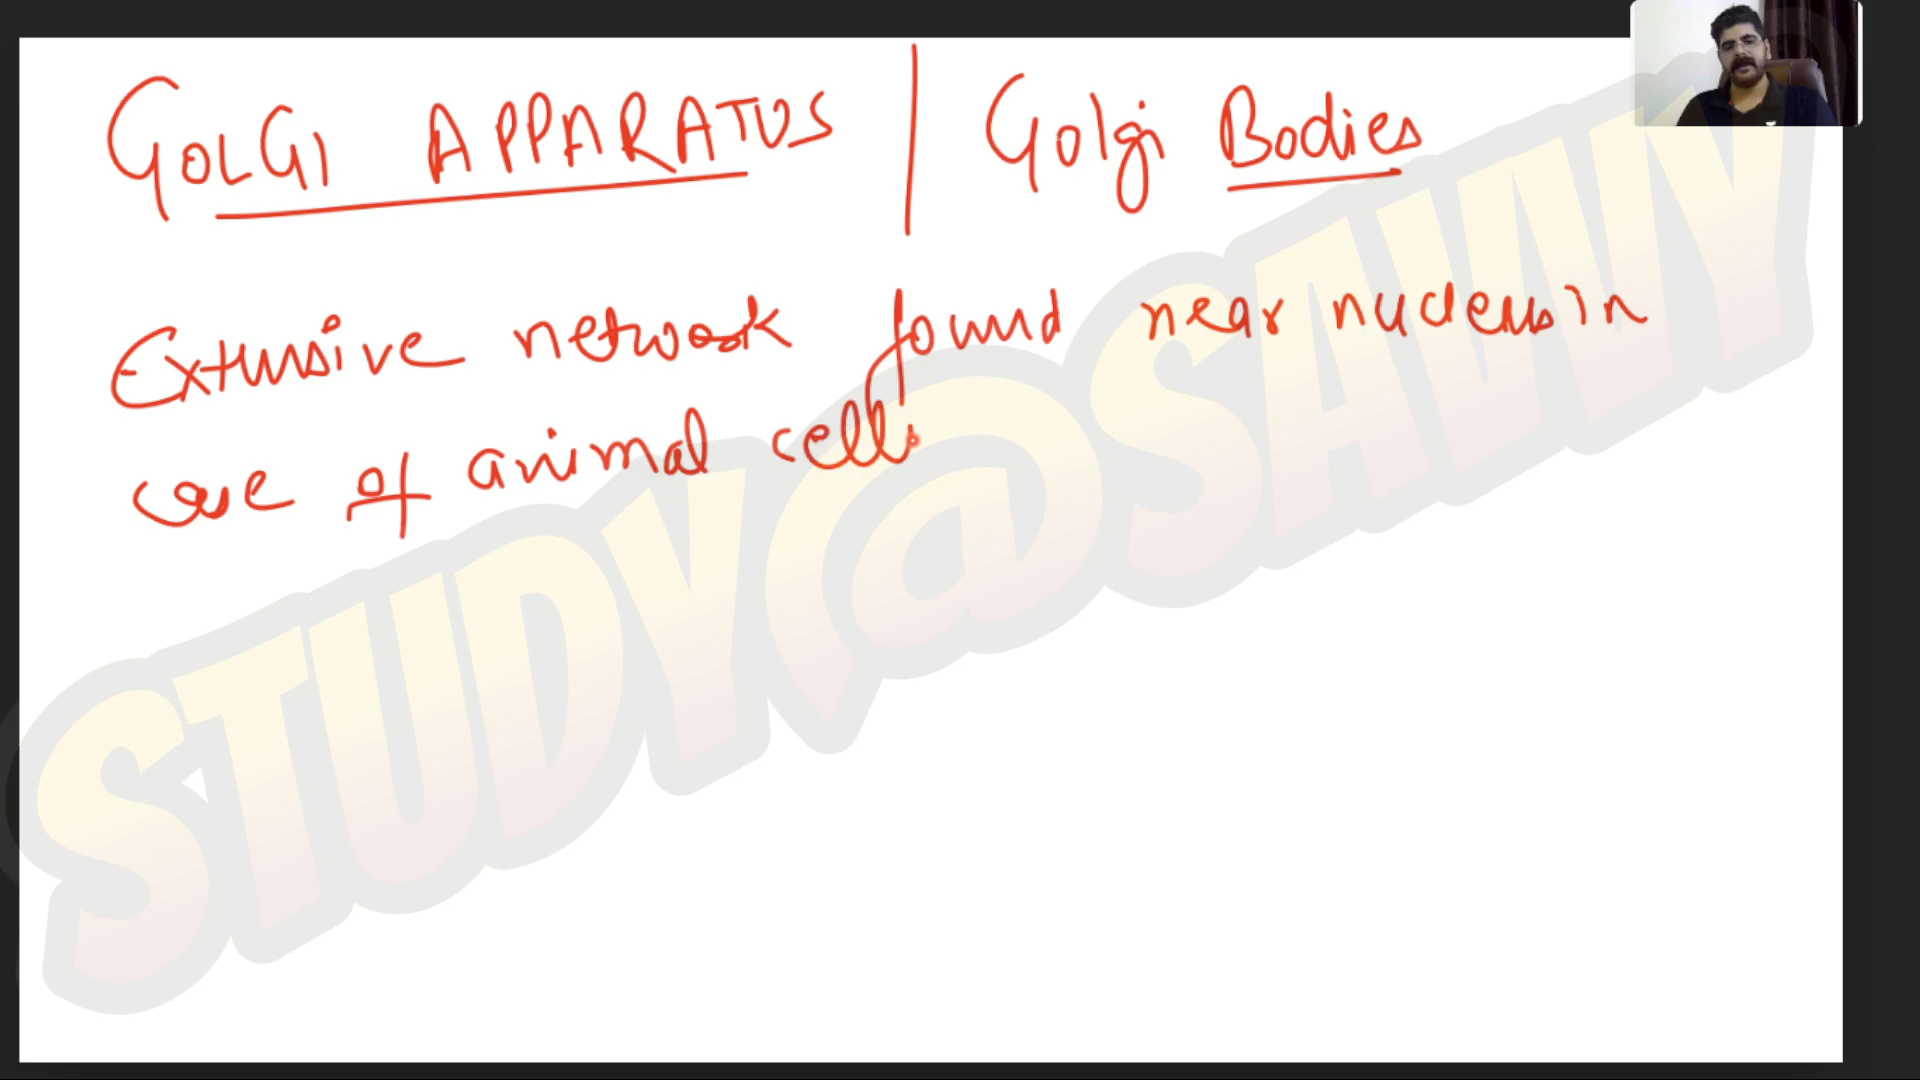 GOLGI APPARATUS | Golgi Bodies
Extensive network found near nucleus in
case of animal cells
STUDY@SAVVY